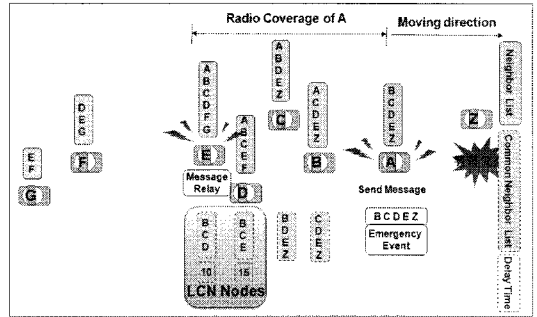 Radio Coverage of A
Moving direction
A
B
C
D
F
G
A
B
D
E
Z
A
C
D
E
Z
B
C
D
E
Z
Neighbor List
D
E
G
A
B
C
E
F
C
Z
E
F
F
E
B
A
G
Message
Relay
D
Send Message
Common Neighbor List
B
C
D
B
C
E
B
D
E
Z
C
D
E
Z
B C D E Z
Emergency
Event
10
15
LCN Nodes
Delay Time